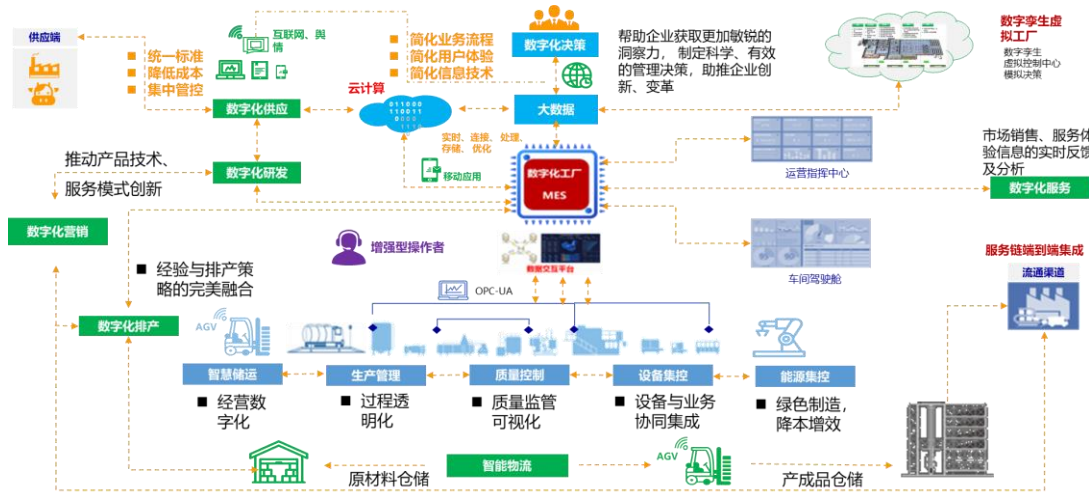 供应端
统一标准
降低成本
集中管控
互联网、舆
情
简化业务流程
简化用户体验
简化信息技术
数字化决策
帮助企业获取更加敏锐的
洞察力，制定科学、有效
的管理决策，助推企业创
新、变革
数字孪生虚
拟工厂
数字孪生
虚拟控制中心
模拟决策
数字化供应
云计算
011000
110011
大数据
实时、连接、处理、
存储、优化
移动应用
推动产品技术、
服务模式创新
数字化研发
数字化工厂
MES
运营指挥中心
市场销售、服务体
验信息的实时反馈
及分析
数字化服务
数字化营销
增强型操作者
数据交互平台
车间驾驶舱
服务链端到端集成
流通渠道
经验与排产策
略的完美融合
OPC-UA
数字化排产
AGV
智慧储运
生产管理
质量控制
设备集控
能源集控
经营数
字化
过程透
明化
质量监管
可视化
设备与业务
协同集成
绿色制造，
降本增效
原材料仓储
智能物流
AGV
产成品仓储